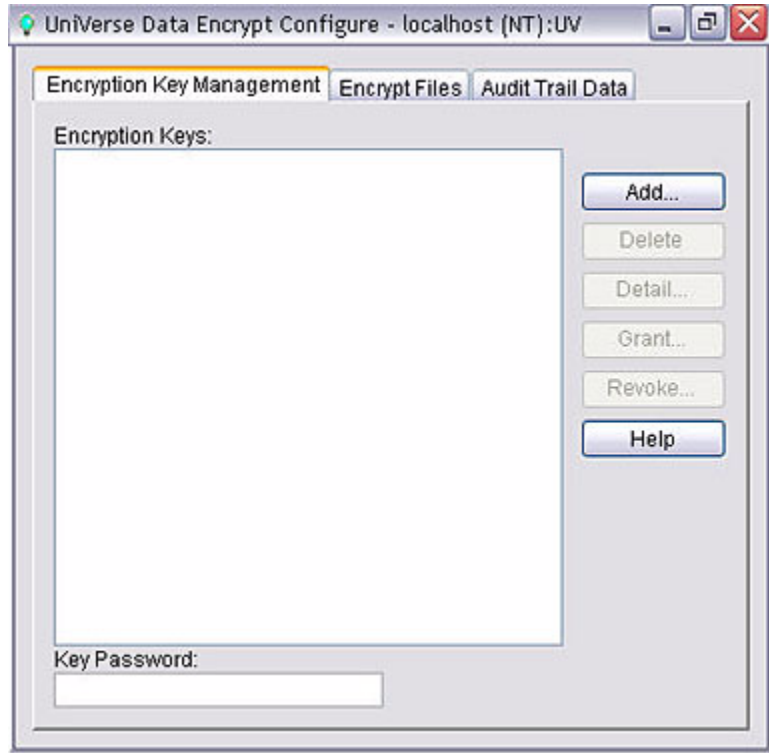 UniVerse Data Encrypt Configure - localhost (NT):UV
Encryption Key Management Encrypt Files Audit Trail Data
Encryption Keys:
Add...
Delete
Detail...
Grant...
Revoke...
Help
Key Password: